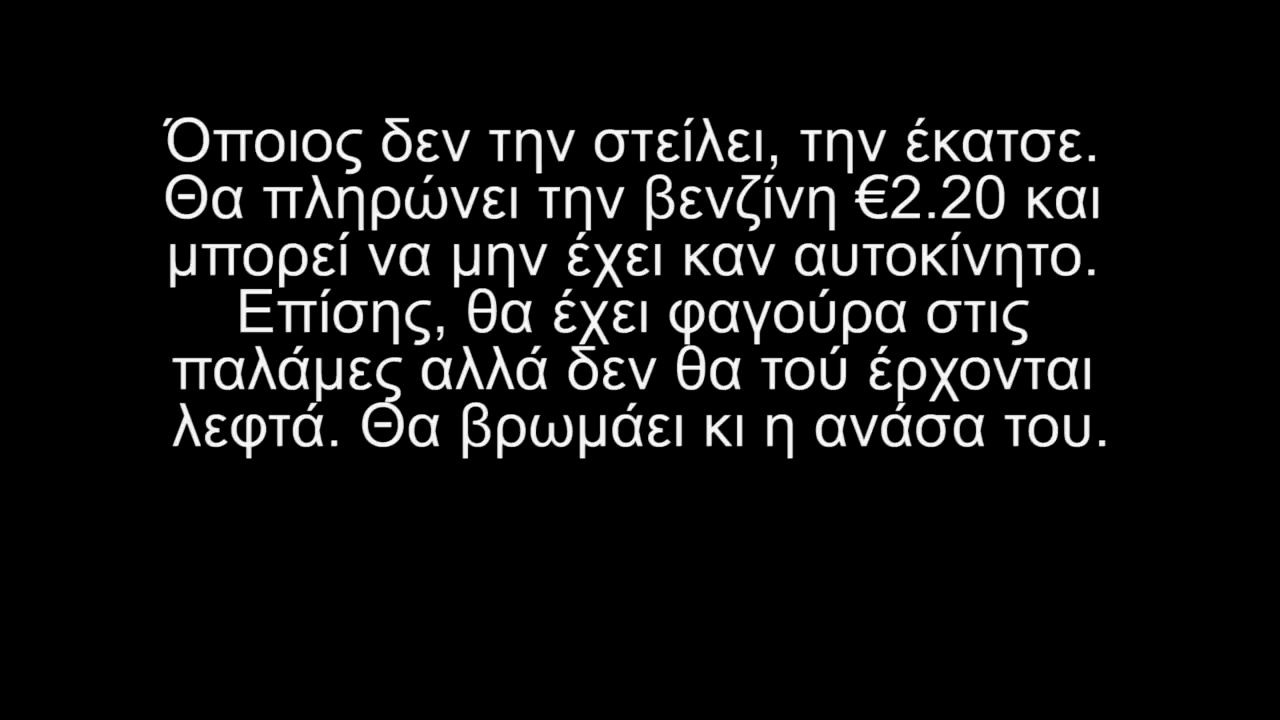 Όποιος δεν την στείλει, την έκατσε.
Θα πληρώνει την βενζίνη €2.20 και
μπορεί να μην έχει καν αυτοκίνητο.
Επίσης, θα έχει φαγούρα στις
παλάμες αλλά δεν θα τού έρχονται
λεφτά. Θα βρωμάει κι η ανάσα του.